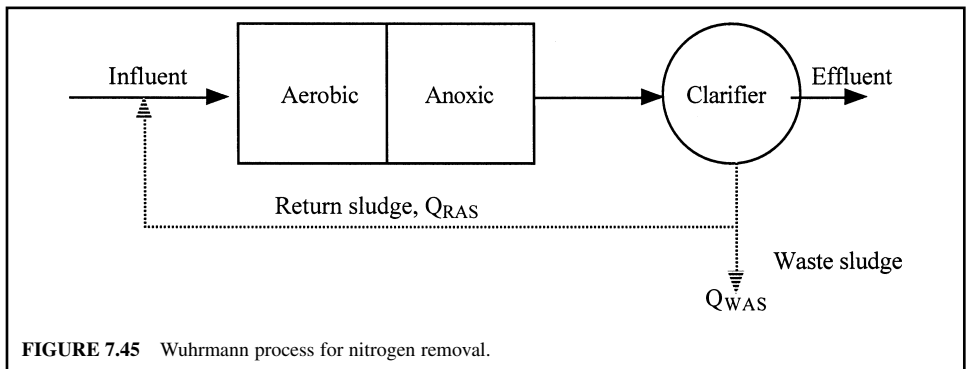 Influent
Aerobic
Anoxic
Clarifier
Effluent
Return sludge, QRAS
Waste sludge
QWAS
FIGURE 7.45 Wuhrmann process for nitrogen removal.